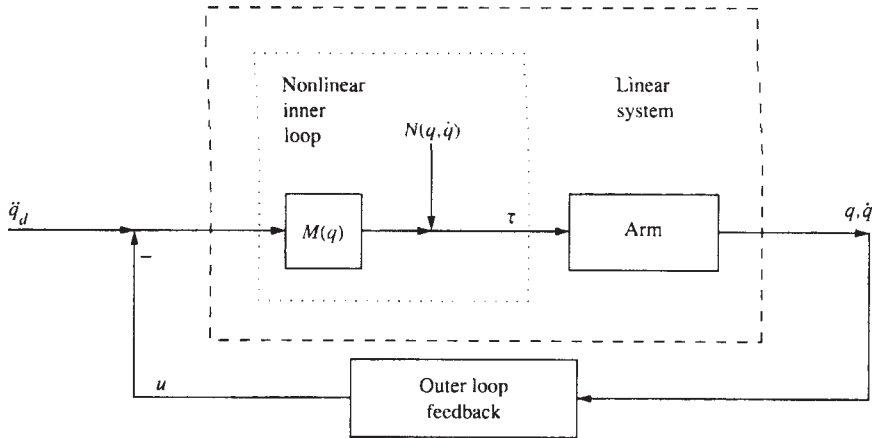 Nonlinear
inner
loop
Linear
system
N(q,q̇)
q̈d
M(q)
τ
Arm
q,q̇
−
u
Outer loop
feedback